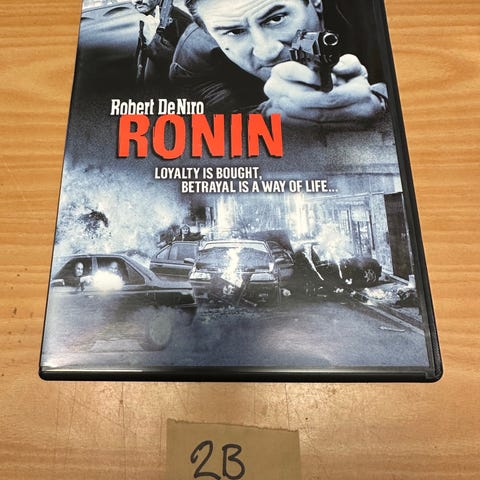 Robert De Niro
RONIN
LOYALTY IS BOUGHT,
BETRAYAL IS A WAY OF LIFE...
2B